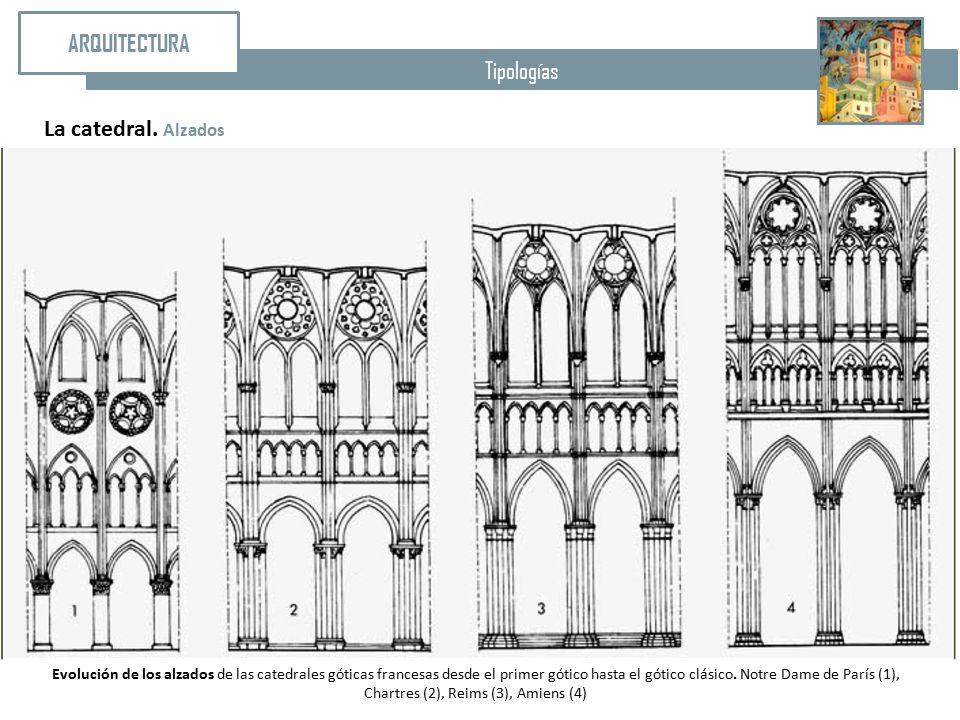 ARQUITECTURA
Tipologías
La catedral. Alzados
1
2
3
4
Evolución de los alzados de las catedrales góticas francesas desde el primer gótico hasta el gótico clásico. Notre Dame de París (1),
Chartres (2), Reims (3), Amiens (4)